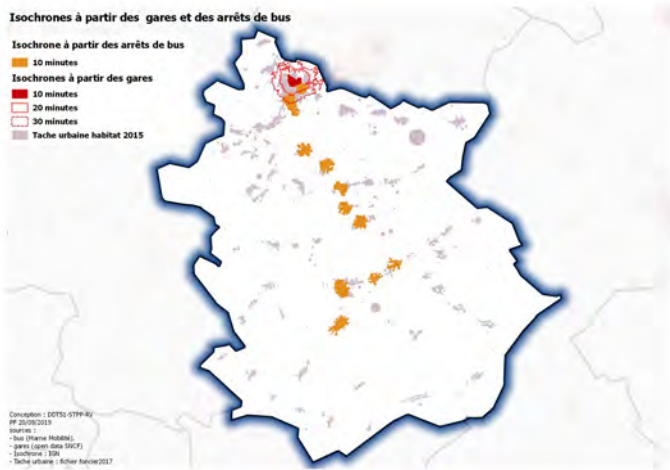 Isochrones à partir des gares et des arrêts de bus
Isochrone à partir des arrêts de bus
10 minutes
Isochrones à partir des gares
10 minutes
20 minutes
30 minutes
Tache urbaine habitat 2015
Conception : DDT51-STPP-RV
PF 20/09/2019
sources :
- bus (Marne Mobilité),
- gares (open data SNCF)
- Isochrone : IGN
- Tache urbaine : fichier foncier2017